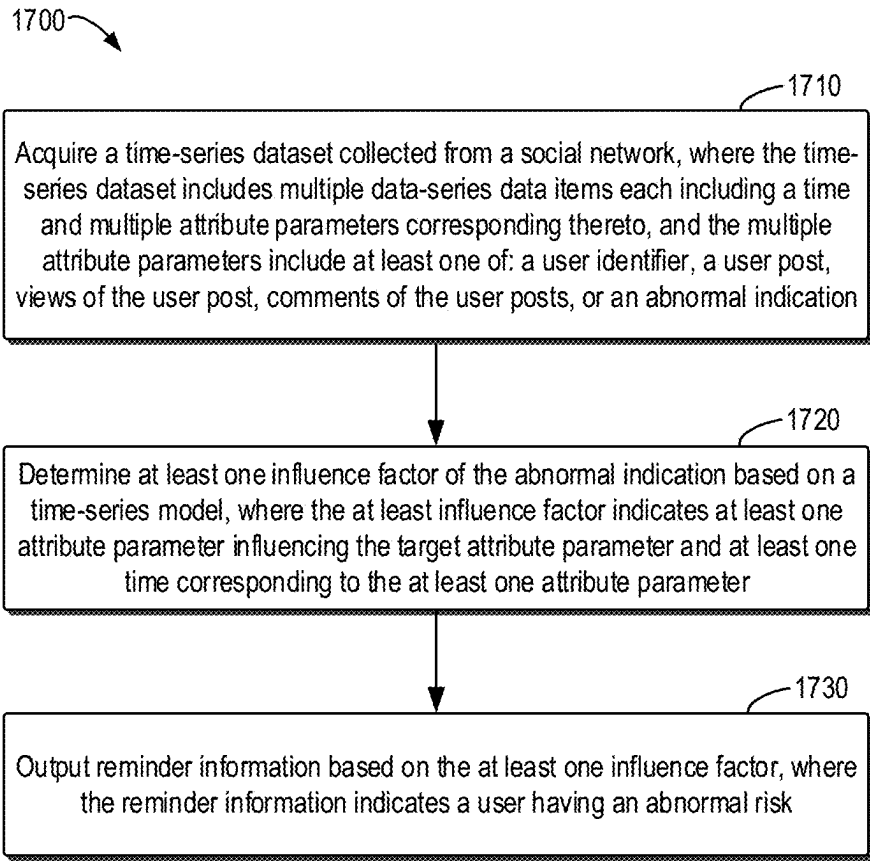 1700
1710
Acquire a time-series dataset collected from a social network, where the time-
series dataset includes multiple data-series data items each including a time
and multiple attribute parameters corresponding thereto, and the multiple
attribute parameters include at least one of: a user identifier, a user post,
views of the user post, comments of the user posts, or an abnormal indication
1720
Determine at least one influence factor of the abnormal indication based on a
time-series model, where the at least influence factor indicates at least one
attribute parameter influencing the target attribute parameter and at least one
time corresponding to the at least one attribute parameter
1730
Output reminder information based on the at least one influence factor, where
the reminder information indicates a user having an abnormal risk